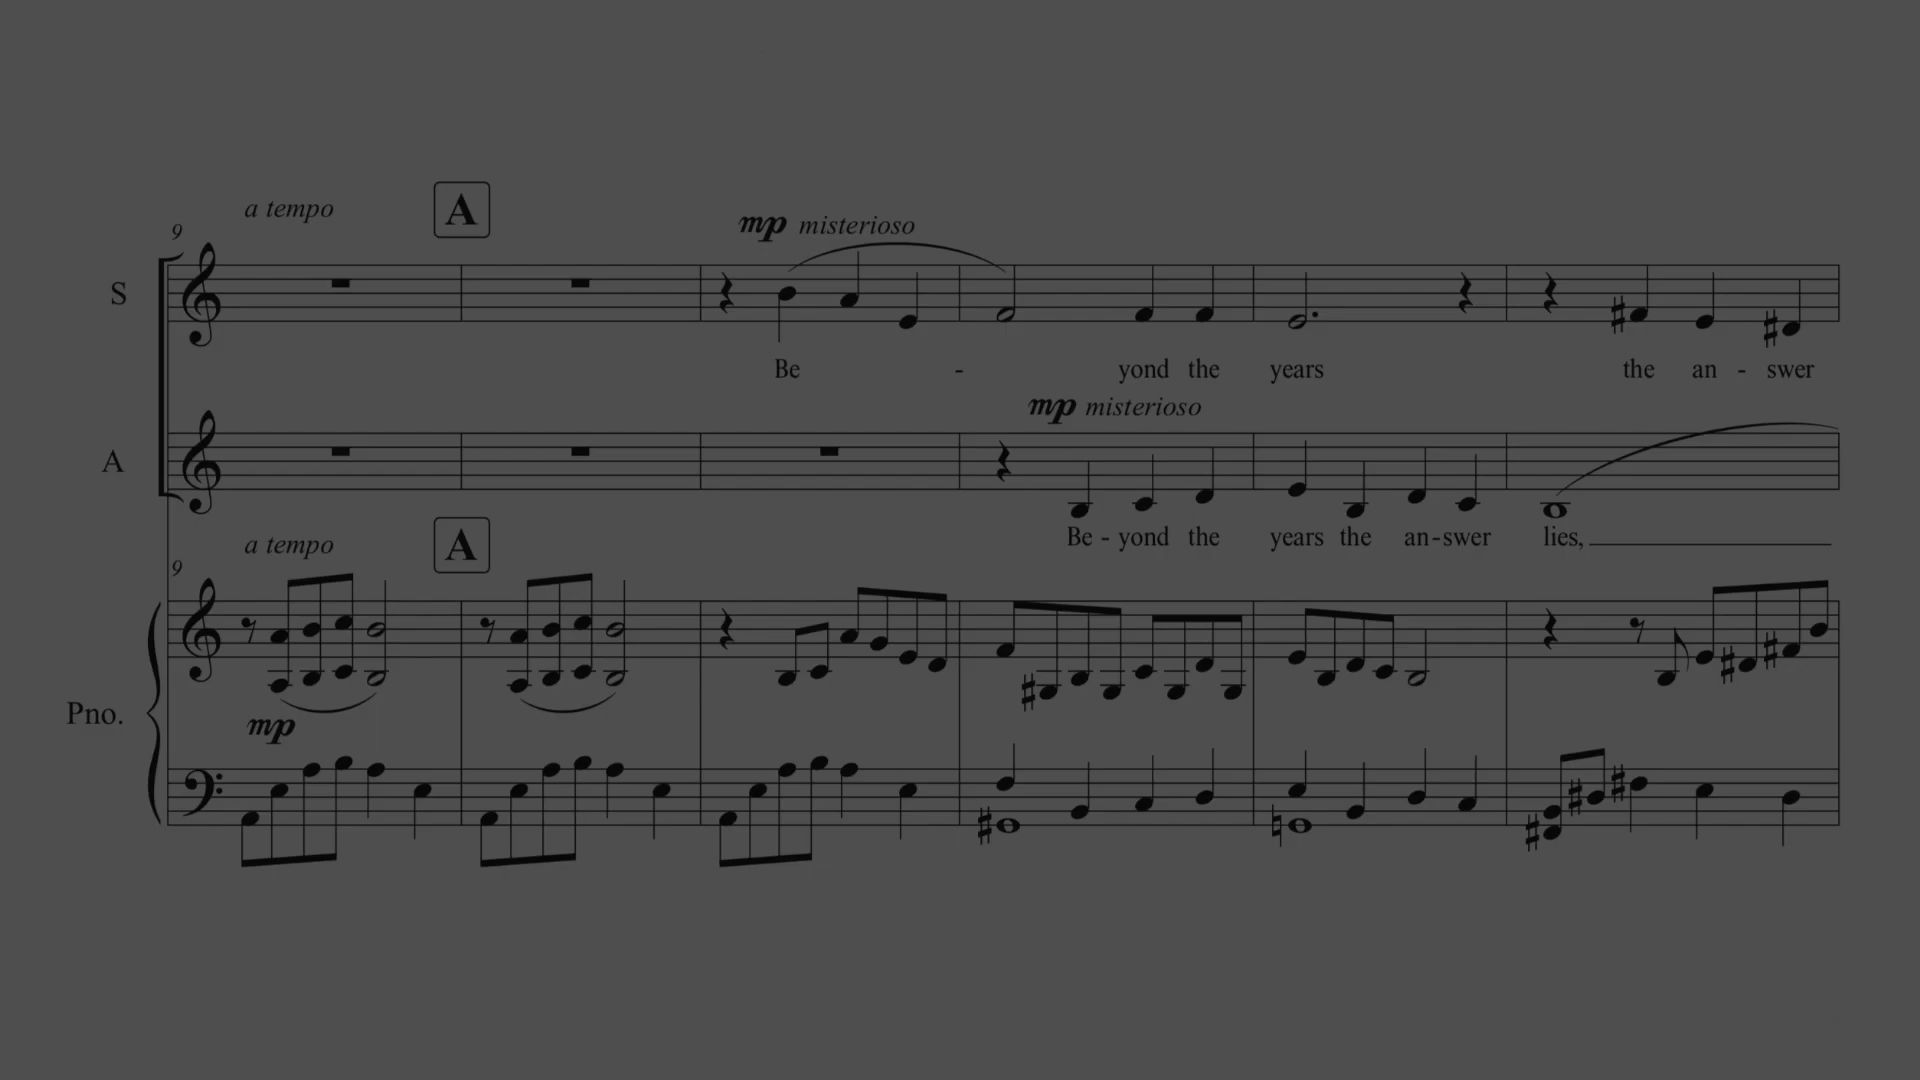 a tempo A
9 mp misterioso
S
Be - yond the years the an - swer
mp misterioso
A
Be - yond the years the an - swer lies,
a tempo A
9
Pno.
mp